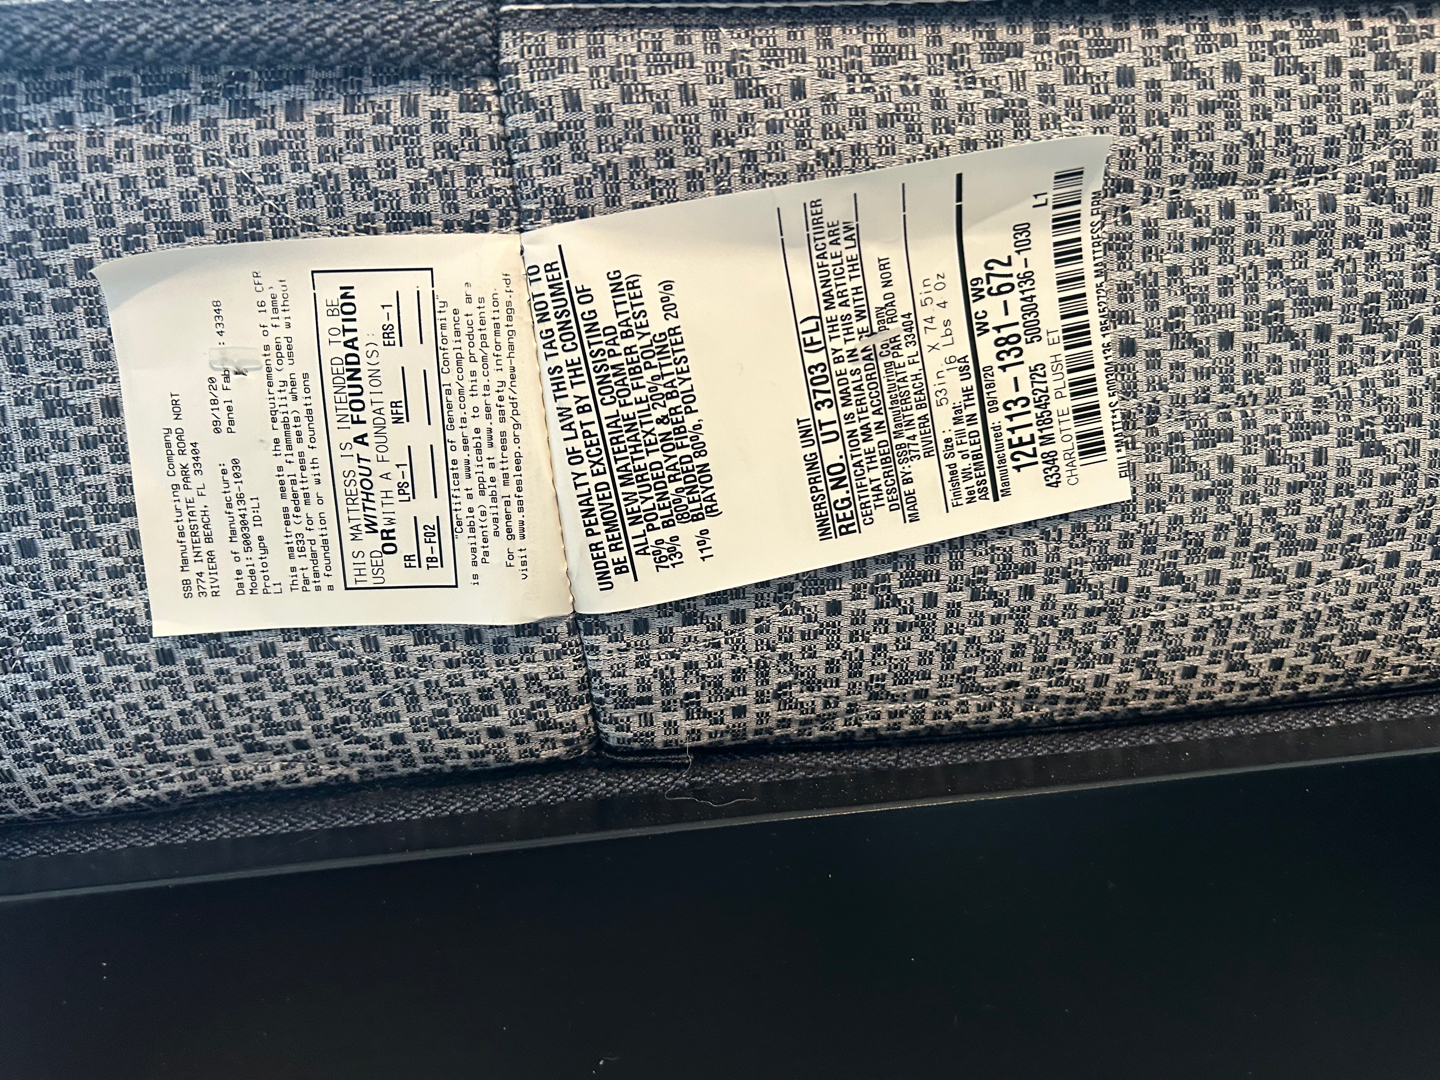 SSB Manufacturing Company
3774 INTERSTATE PARK ROAD NORT
RIVIERA BEACH, FL 33404
Date of Manufacture: 09/18/20
Model:500304136-1030 Panel Fab : 43348
Prototype ID:L1
L1
This mattress meets the requirements of 16 CFR
Part 1633 (federal flammability (open flame)
standard for mattress sets) when used without
a foundation or with foundations
THIS MATTRESS IS INTENDED TO BE
USED WITHOUT A FOUNDATION
OR WITH A FOUNDATION(S):
FR LPS-1 NFR ERS-1
TB-F02
"Certificate of General Conformity"
is available at www.serta.com/compliance
Patent(s) applicable to this product are
available at www.serta.com/patents
For general mattress safety information.
visit www.safesleep.org/pdf/new-hangtags.pdf
UNDER PENALTY OF LAW THIS TAG NOT TO
BE REMOVED EXCEPT BY THE CONSUMER
ALL NEW MATERIAL CONSISTING OF
76% POLYURETHANE FOAM PAD
13% BLENDED TEXTILE FIBER BATTING
(80% RAYON & 20% POLYESTER)
11% BLENDED FIBER BATTING
(RAYON 80%, POLYESTER 20%)
INNERSPRING UNIT
REG.NO. UT 3703 (FL)
CERTIFICATION IS MADE BY THE MANUFACTURER
THAT THE MATERIALS IN THIS ARTICLE ARE
DESCRIBED IN ACCORDANCE WITH THE LAW
MADE BY SSB Manufacturing Company
3774 INTERSTATE PARK ROAD NORT
RIVIERA BEACH, FL 33404
Finished Size: 53in. X 74.5in
Net Wt. of Fill Mat: 16 Lbs 4 Oz
ASSEMBLED IN THE USA
Manufactured: 09/18/20 WC W9
12E113-1381-672
43348 M185452725 500304136-1030
CHARLOTTE PLUSH ET L1